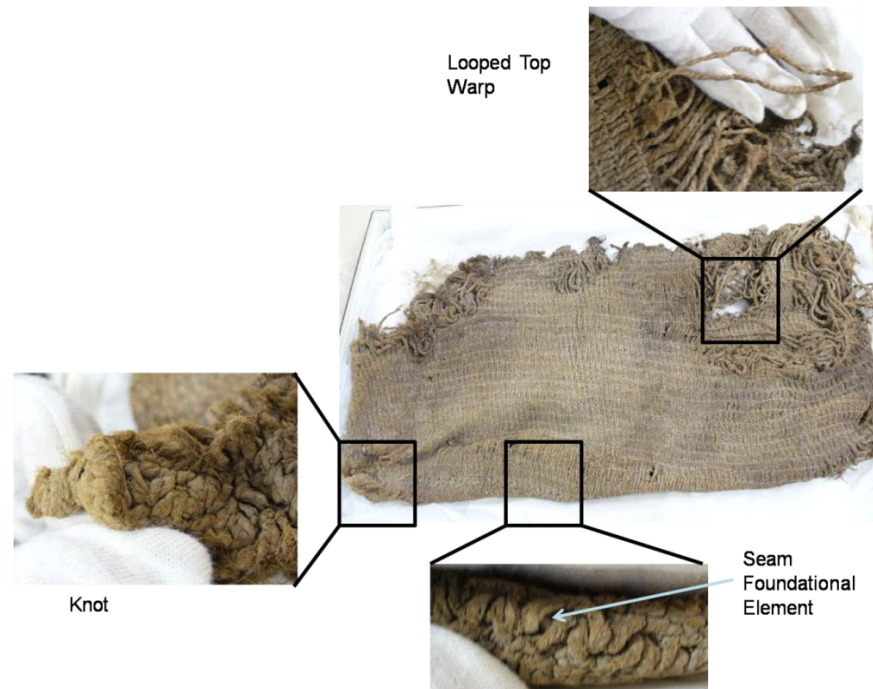 Looped Top
Warp
Knot
Seam
Foundational
Element